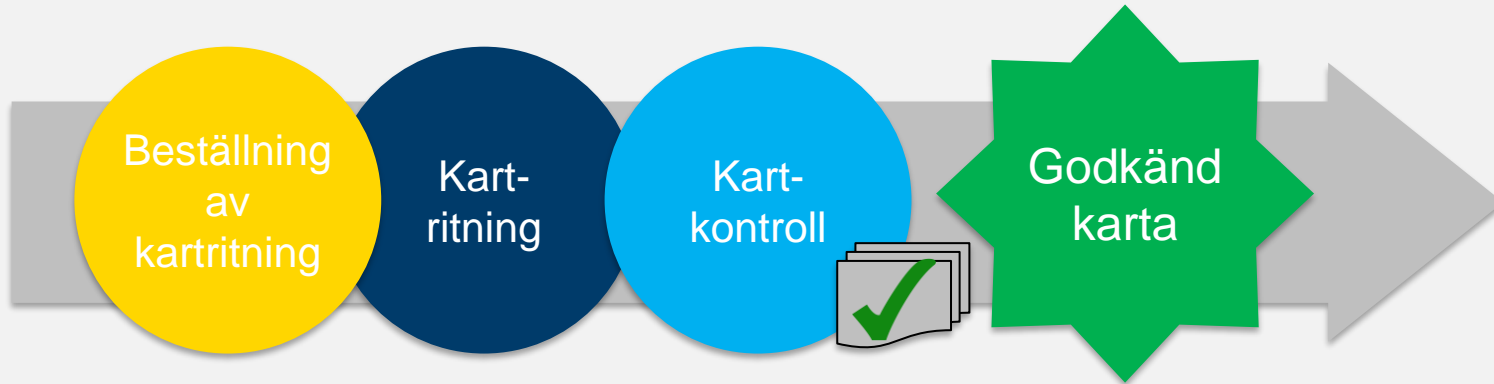 Beställning
av
kartritning
Kart-
ritning
Kart-
kontroll
Godkänd
karta